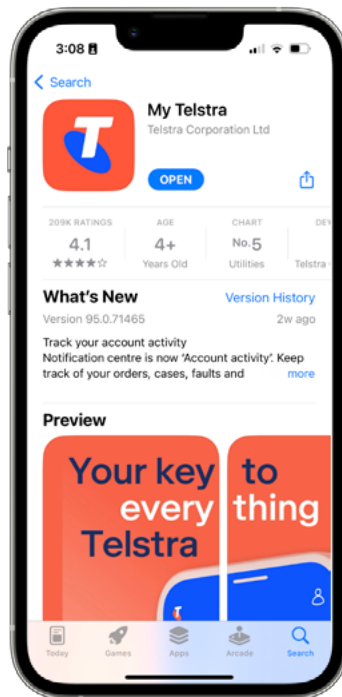 3:08
Search
My Telstra
Telstra Corporation Ltd
OPEN
209K RATINGS
AGE
CHART
DE
4.1
4+
No.5
Years Old
Utilities
Telstra
What's New
Version History
Version 95.0.71465
2w ago
Track your account activity
Notification centre is now 'Account activity'. Keep
track of your orders, cases, faults and more
Preview
Your key to
every thing
Telstra
Today
Games
Apps
Arcade
Search